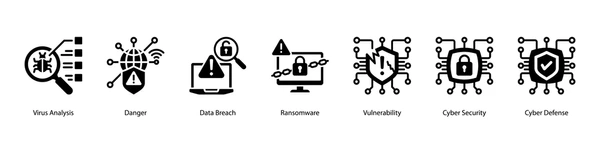 Virus Analysis
Danger
Data Breach
Ransomware
Vulnerability
Cyber Security
Cyber Defense